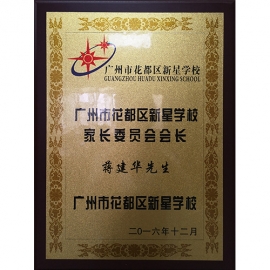 广州市花都区新星学校
GUANGZHOU HUADU XINXING SCHOOL
广州市花都区新星学校
家长委员会会长
蒋建华先生
广州市花都区新星学校
二〇一六年十二月